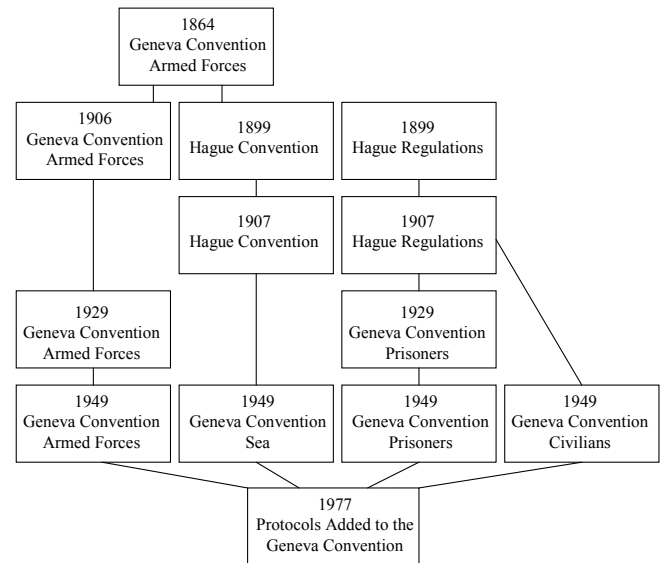 1864
Geneva Convention
Armed Forces
1906
Geneva Convention
Armed Forces
1899
Hague Convention
1899
Hague Regulations
1907
Hague Convention
1907
Hague Regulations
1929
Geneva Convention
Armed Forces
1929
Geneva Convention
Prisoners
1949
Geneva Convention
Armed Forces
1949
Geneva Convention
Sea
1949
Geneva Convention
Prisoners
1949
Geneva Convention
Civilians
1977
Protocols Added to the
Geneva Convention